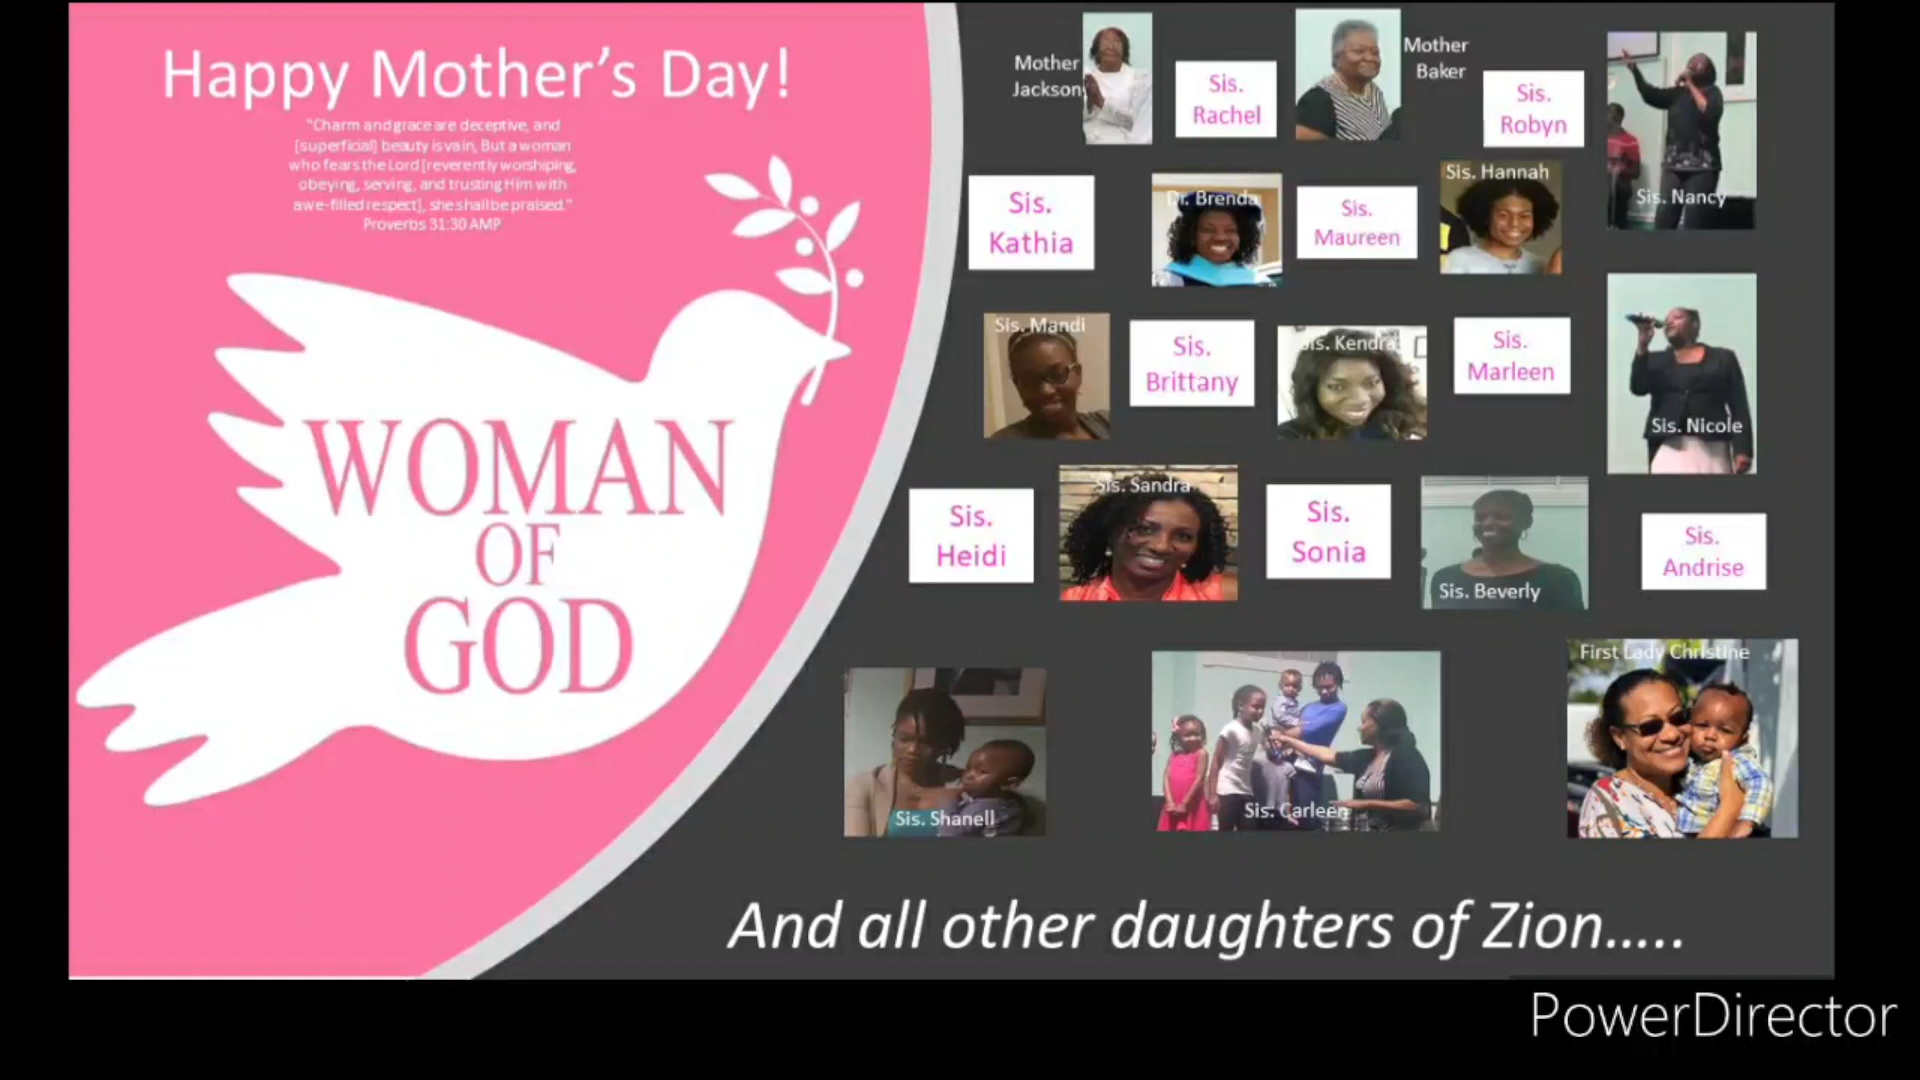 Happy Mother's Day!
"Charm and grace are deceptive, and
[superficial] beauty is vain, But a woman
who fears the Lord [reverently worshiping,
obeying, serving, and trusting Him with
awe-filled respect], she shall be praised."
Proverbs 31:30 AMP
WOMAN
OF
GOD
Mother
Jackson
Sis.
Rachel
Mother
Baker
Sis.
Robyn
Sis. Nancy
Sis.
Kathia
Dr. Brenda
Sis.
Maureen
Sis. Hannah
Sis. Mandi
Sis.
Brittany
Sis. Kendra
Sis.
Marleen
Sis. Nicole
Sis.
Heidi
Sis. Sandra
Sis.
Sonia
Sis. Beverly
Sis.
Andrise
Sis. Shanell
Sis. Carleen
First Lady Christine
And all other daughters of Zion.....
PowerDirector